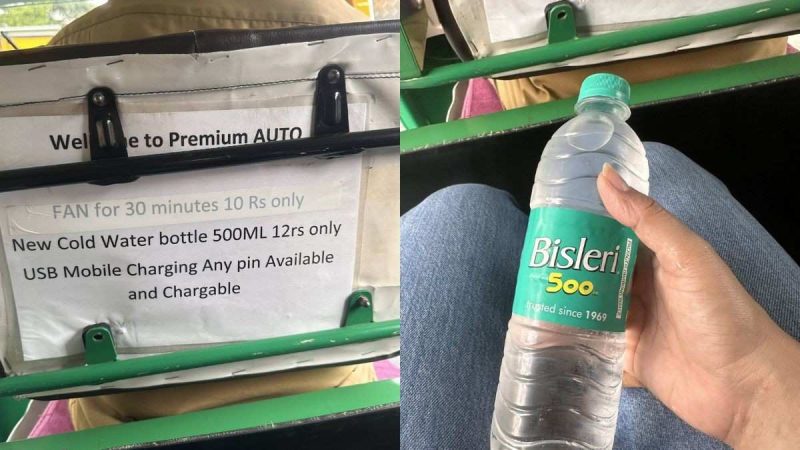 Welcome to Premium AUTO
FAN for 30 minutes 10 Rs only
New Cold Water bottle 500ML 12rs only
USB Mobile Charging Any pin Available
and Chargable
Bisleri
500
trusted since 1969